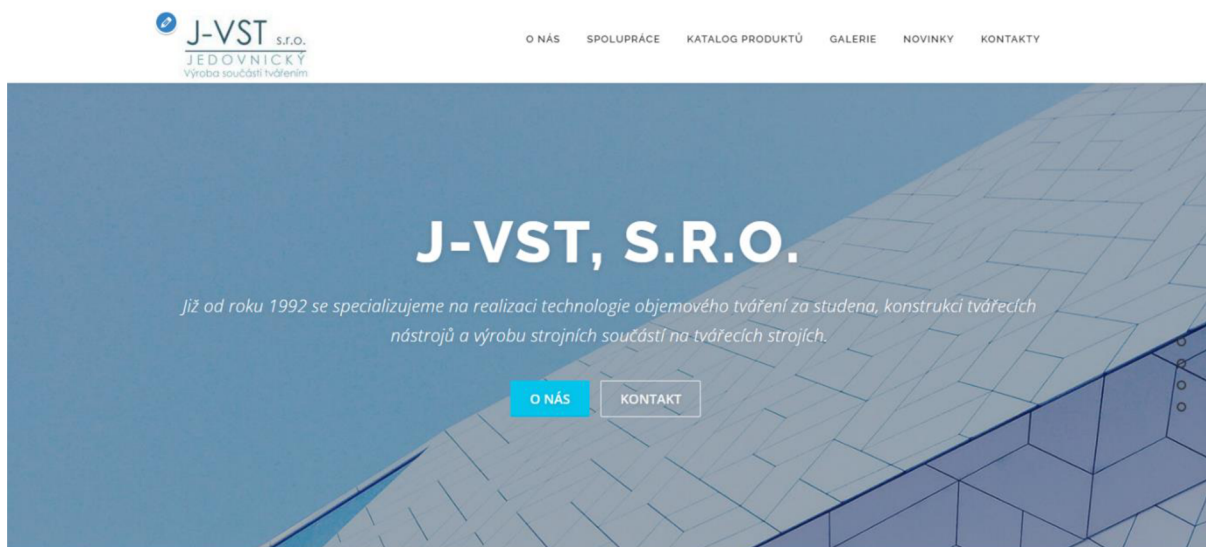 J-VST s.r.o.
JEDOVNICKÝ
Výroba součástí tvářením
O NÁS SPOLUPRÁCE KATALOG PRODUKTŮ GALERIE NOVINKY KONTAKTY
J-VST, S.R.O.
Již od roku 1992 se specializujeme na realizaci technologie objemového tváření za studena, konstrukci tvářecích
nástrojů a výrobu strojních součástí na tvářecích strojích.
O NÁS KONTAKT